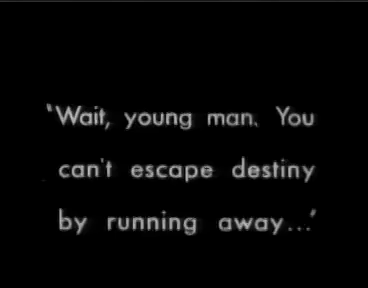 ‘Wait, young man. You
can't escape destiny
by running away...’